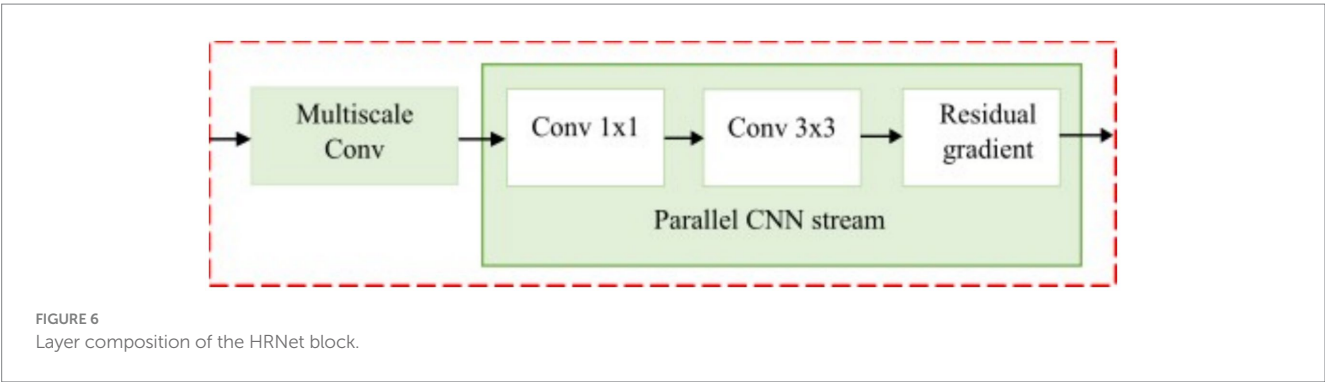 Multiscale
Conv
Conv 1x1
Conv 3x3
Residual
gradient
Parallel CNN stream
FIGURE 6
Layer composition of the HRNet block.